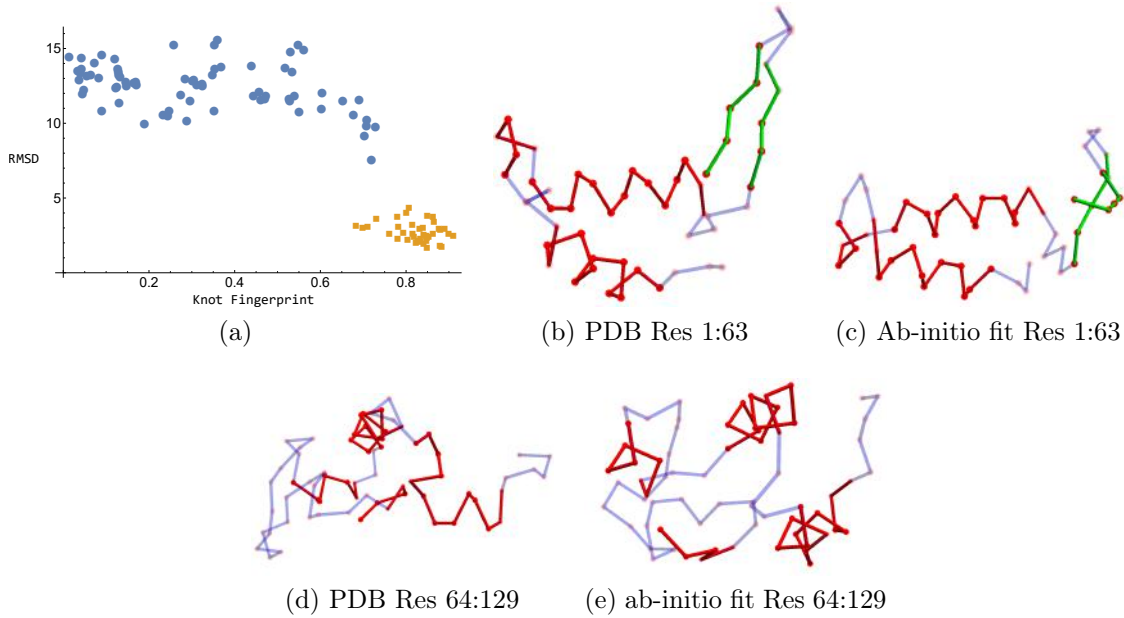 15
10
RMSD
5
0.2
0.4
0.6
0.8
Knot Fingerprint
(a)
(b) PDB Res 1:63
(c) Ab-initio fit Res 1:63
(d) PDB Res 64:129
(e) ab-initio fit Res 64:129